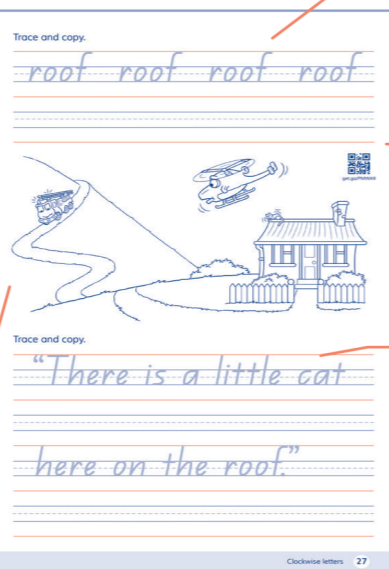 Trace and copy.
roof roof roof roof
Trace and copy.
“There is a little cat
here on the roof.”
Clockwise letters 27